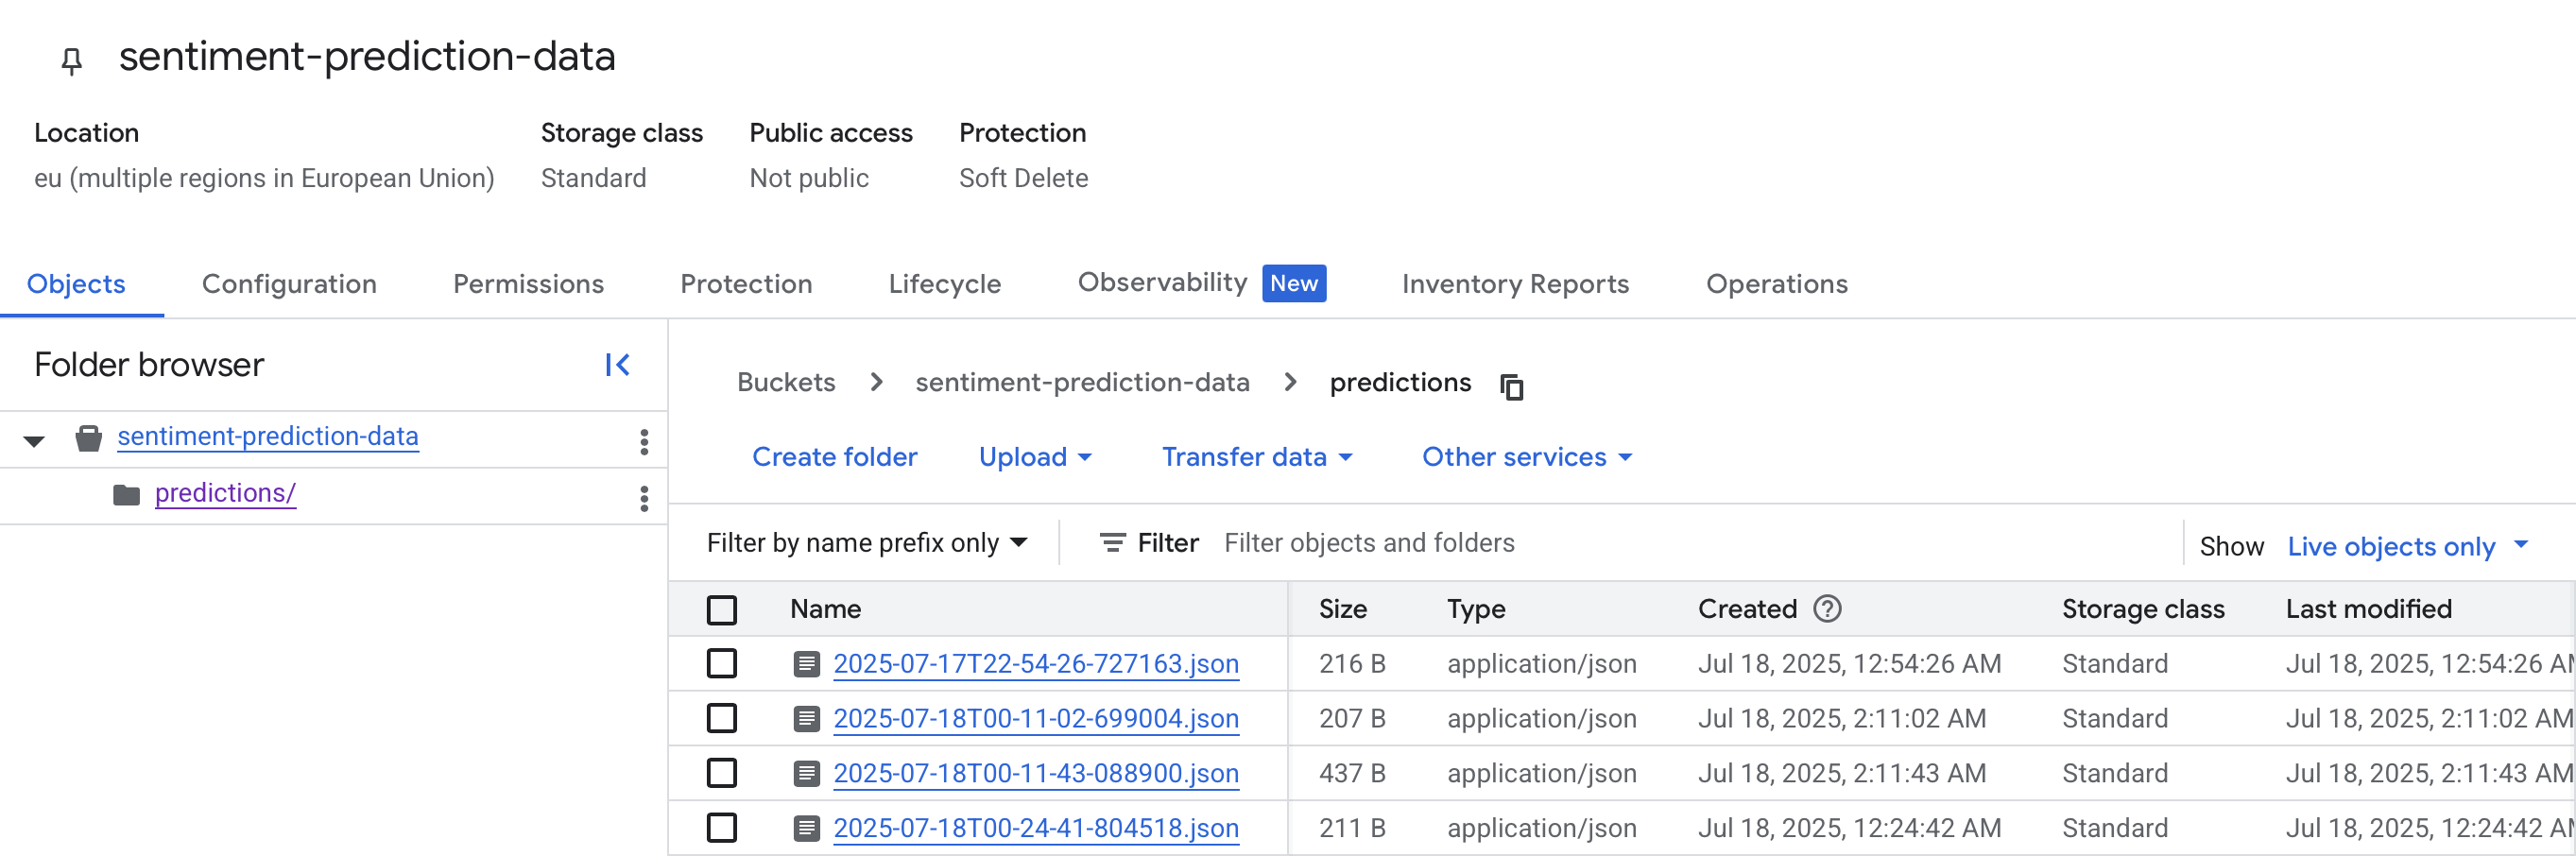 sentiment-prediction-data
Location Storage class Public access Protection
eu (multiple regions in European Union) Standard Not public Soft Delete
Objects Configuration Permissions Protection Lifecycle Observability New Inventory Reports Operations
Folder browser
sentiment-prediction-data
predictions/
Buckets sentiment-prediction-data predictions
Create folder Upload Transfer data Other services
Filter by name prefix only Filter Filter objects and folders Show Live objects only
Name Size Type Created Storage class Last modified
2025-07-17T22-54-26-727163.json 216 B application/json Jul 18, 2025, 12:54:26 AM Standard Jul 18, 2025, 12:54:26 AM
2025-07-18T00-11-02-699004.json 207 B application/json Jul 18, 2025, 2:11:02 AM Standard Jul 18, 2025, 2:11:02 AM
2025-07-18T00-11-43-088900.json 437 B application/json Jul 18, 2025, 2:11:43 AM Standard Jul 18, 2025, 2:11:43 AM
2025-07-18T00-24-41-804518.json 211 B application/json Jul 18, 2025, 12:24:42 AM Standard Jul 18, 2025, 12:24:42 AM